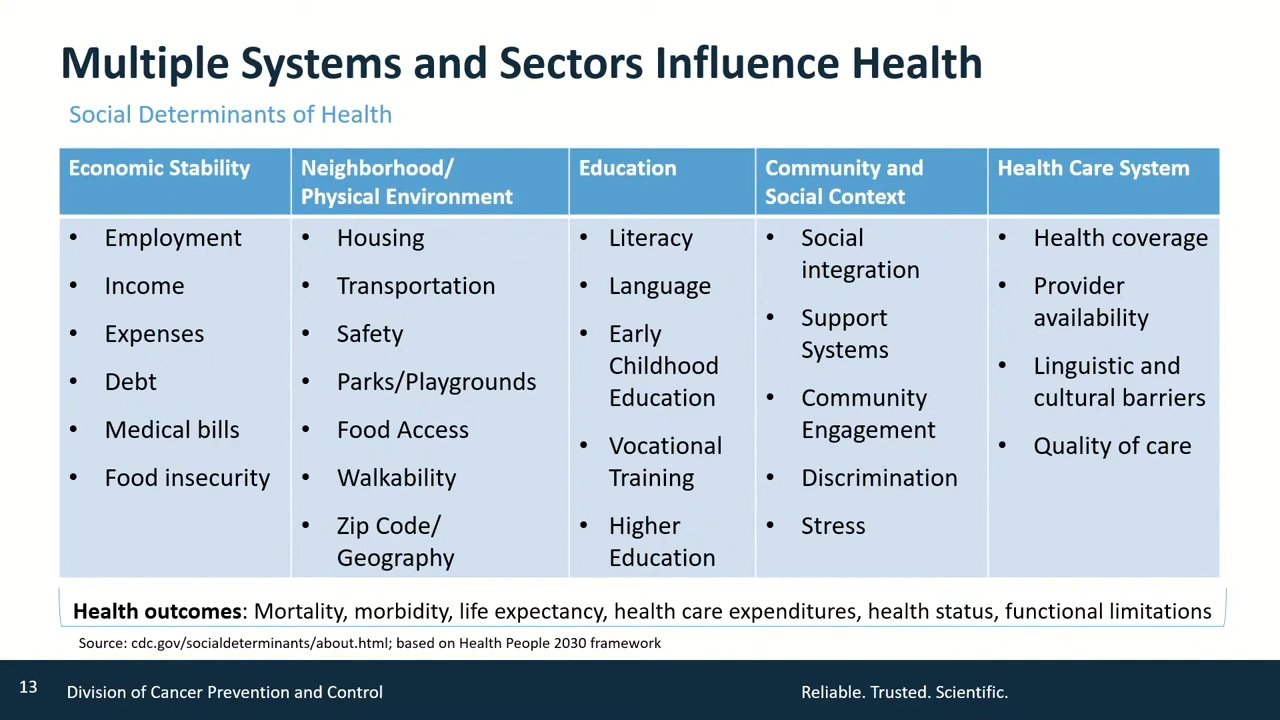 Multiple Systems and Sectors Influence Health
Social Determinants of Health
Economic Stability
• Employment
• Income
• Expenses
• Debt
• Medical bills
• Food insecurity
Neighborhood/
Physical Environment
• Housing
• Transportation
• Safety
• Parks/Playgrounds
• Food Access
• Walkability
• Zip Code/
Geography
Education
• Literacy
• Language
• Early
Childhood
Education
• Vocational
Training
• Higher
Education
Community and
Social Context
• Social
integration
• Support
Systems
• Community
Engagement
• Discrimination
• Stress
Health Care System
• Health coverage
• Provider
availability
• Linguistic and
cultural barriers
• Quality of care
Health outcomes: Mortality, morbidity, life expectancy, health care expenditures, health status, functional limitations
Source: cdc.gov/socialdeterminants/about.html; based on Health People 2030 framework
13
Division of Cancer Prevention and Control
Reliable. Trusted. Scientific.